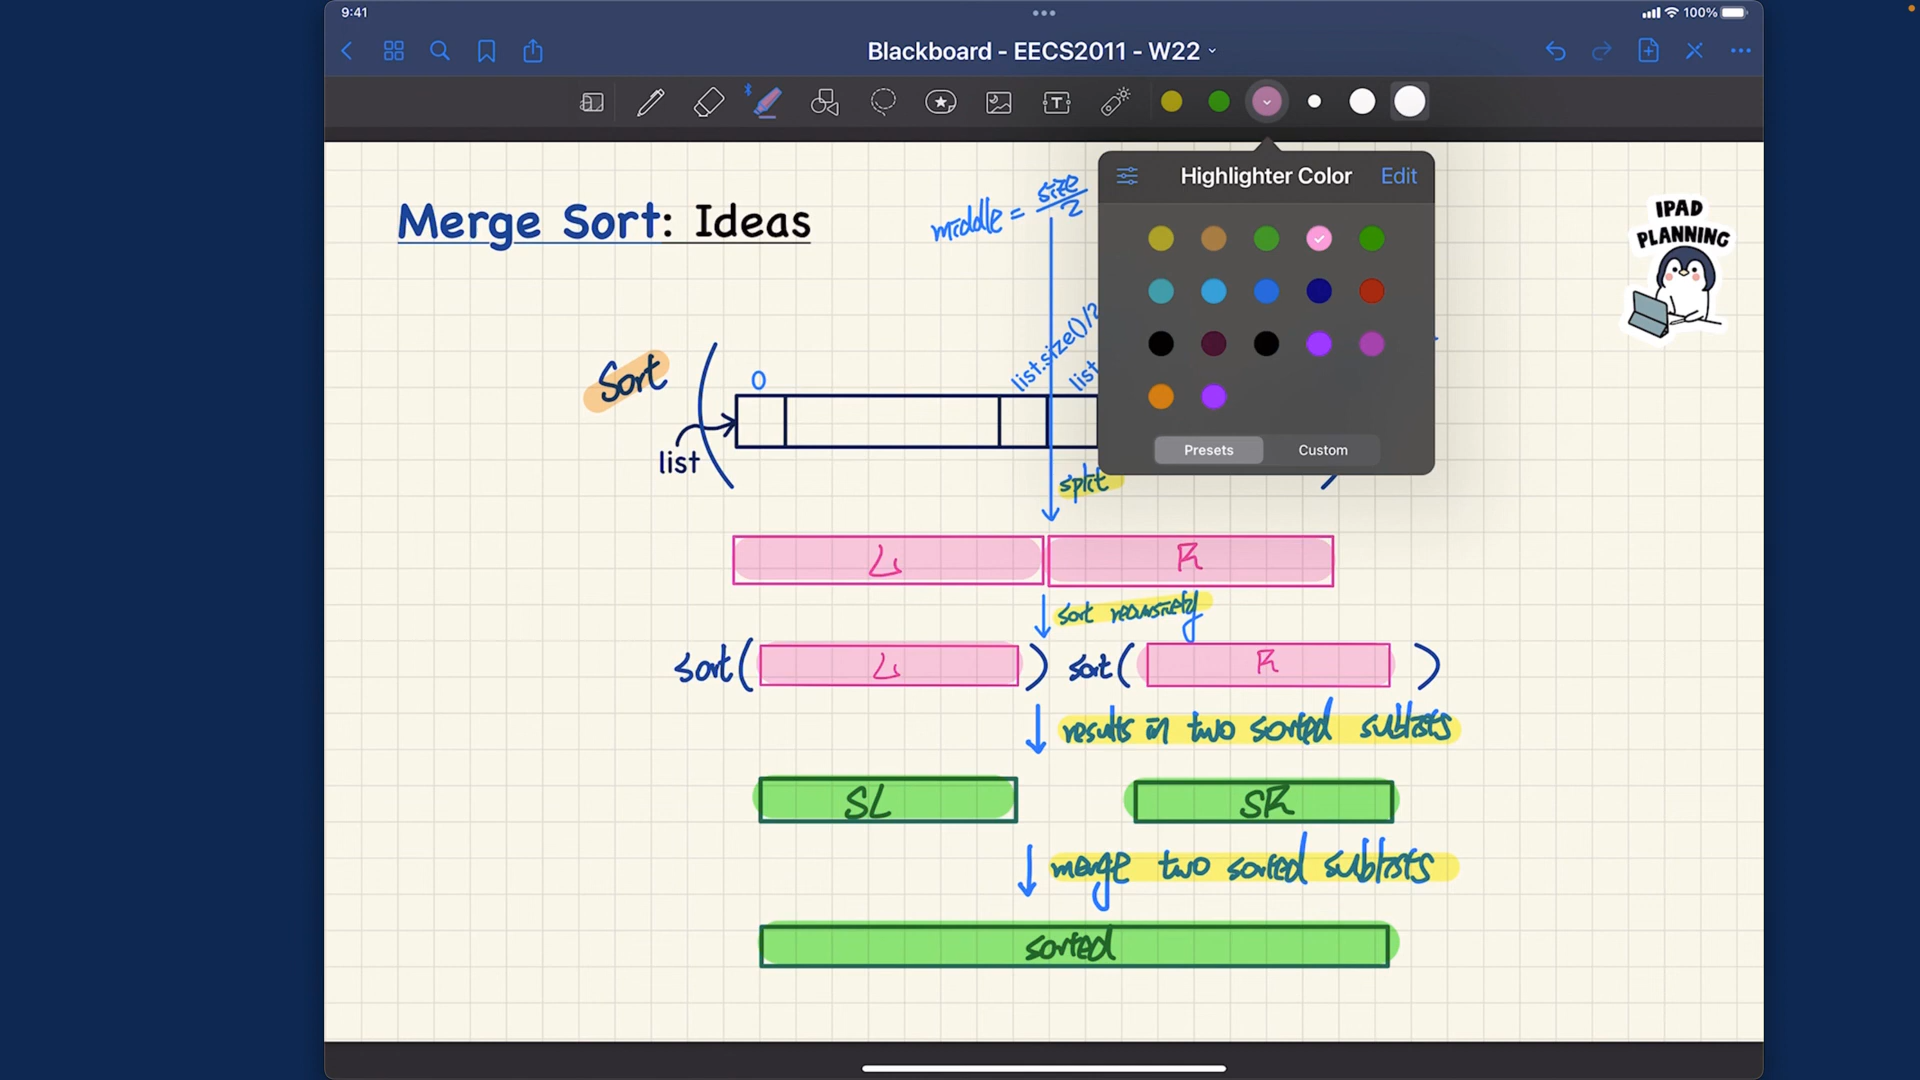 9:41
100%
Blackboard - EECS2011 - W22
Highlighter Color
Edit
Presets
Custom
Merge Sort: Ideas
middle = size/2
IPAD
PLANNING
list.size()/2
list
Sort
0
list
split
L
R
sort recursively
sort( L ) sort( R )
results in two sorted sublists
SL
SR
merge two sorted sublists
sorted